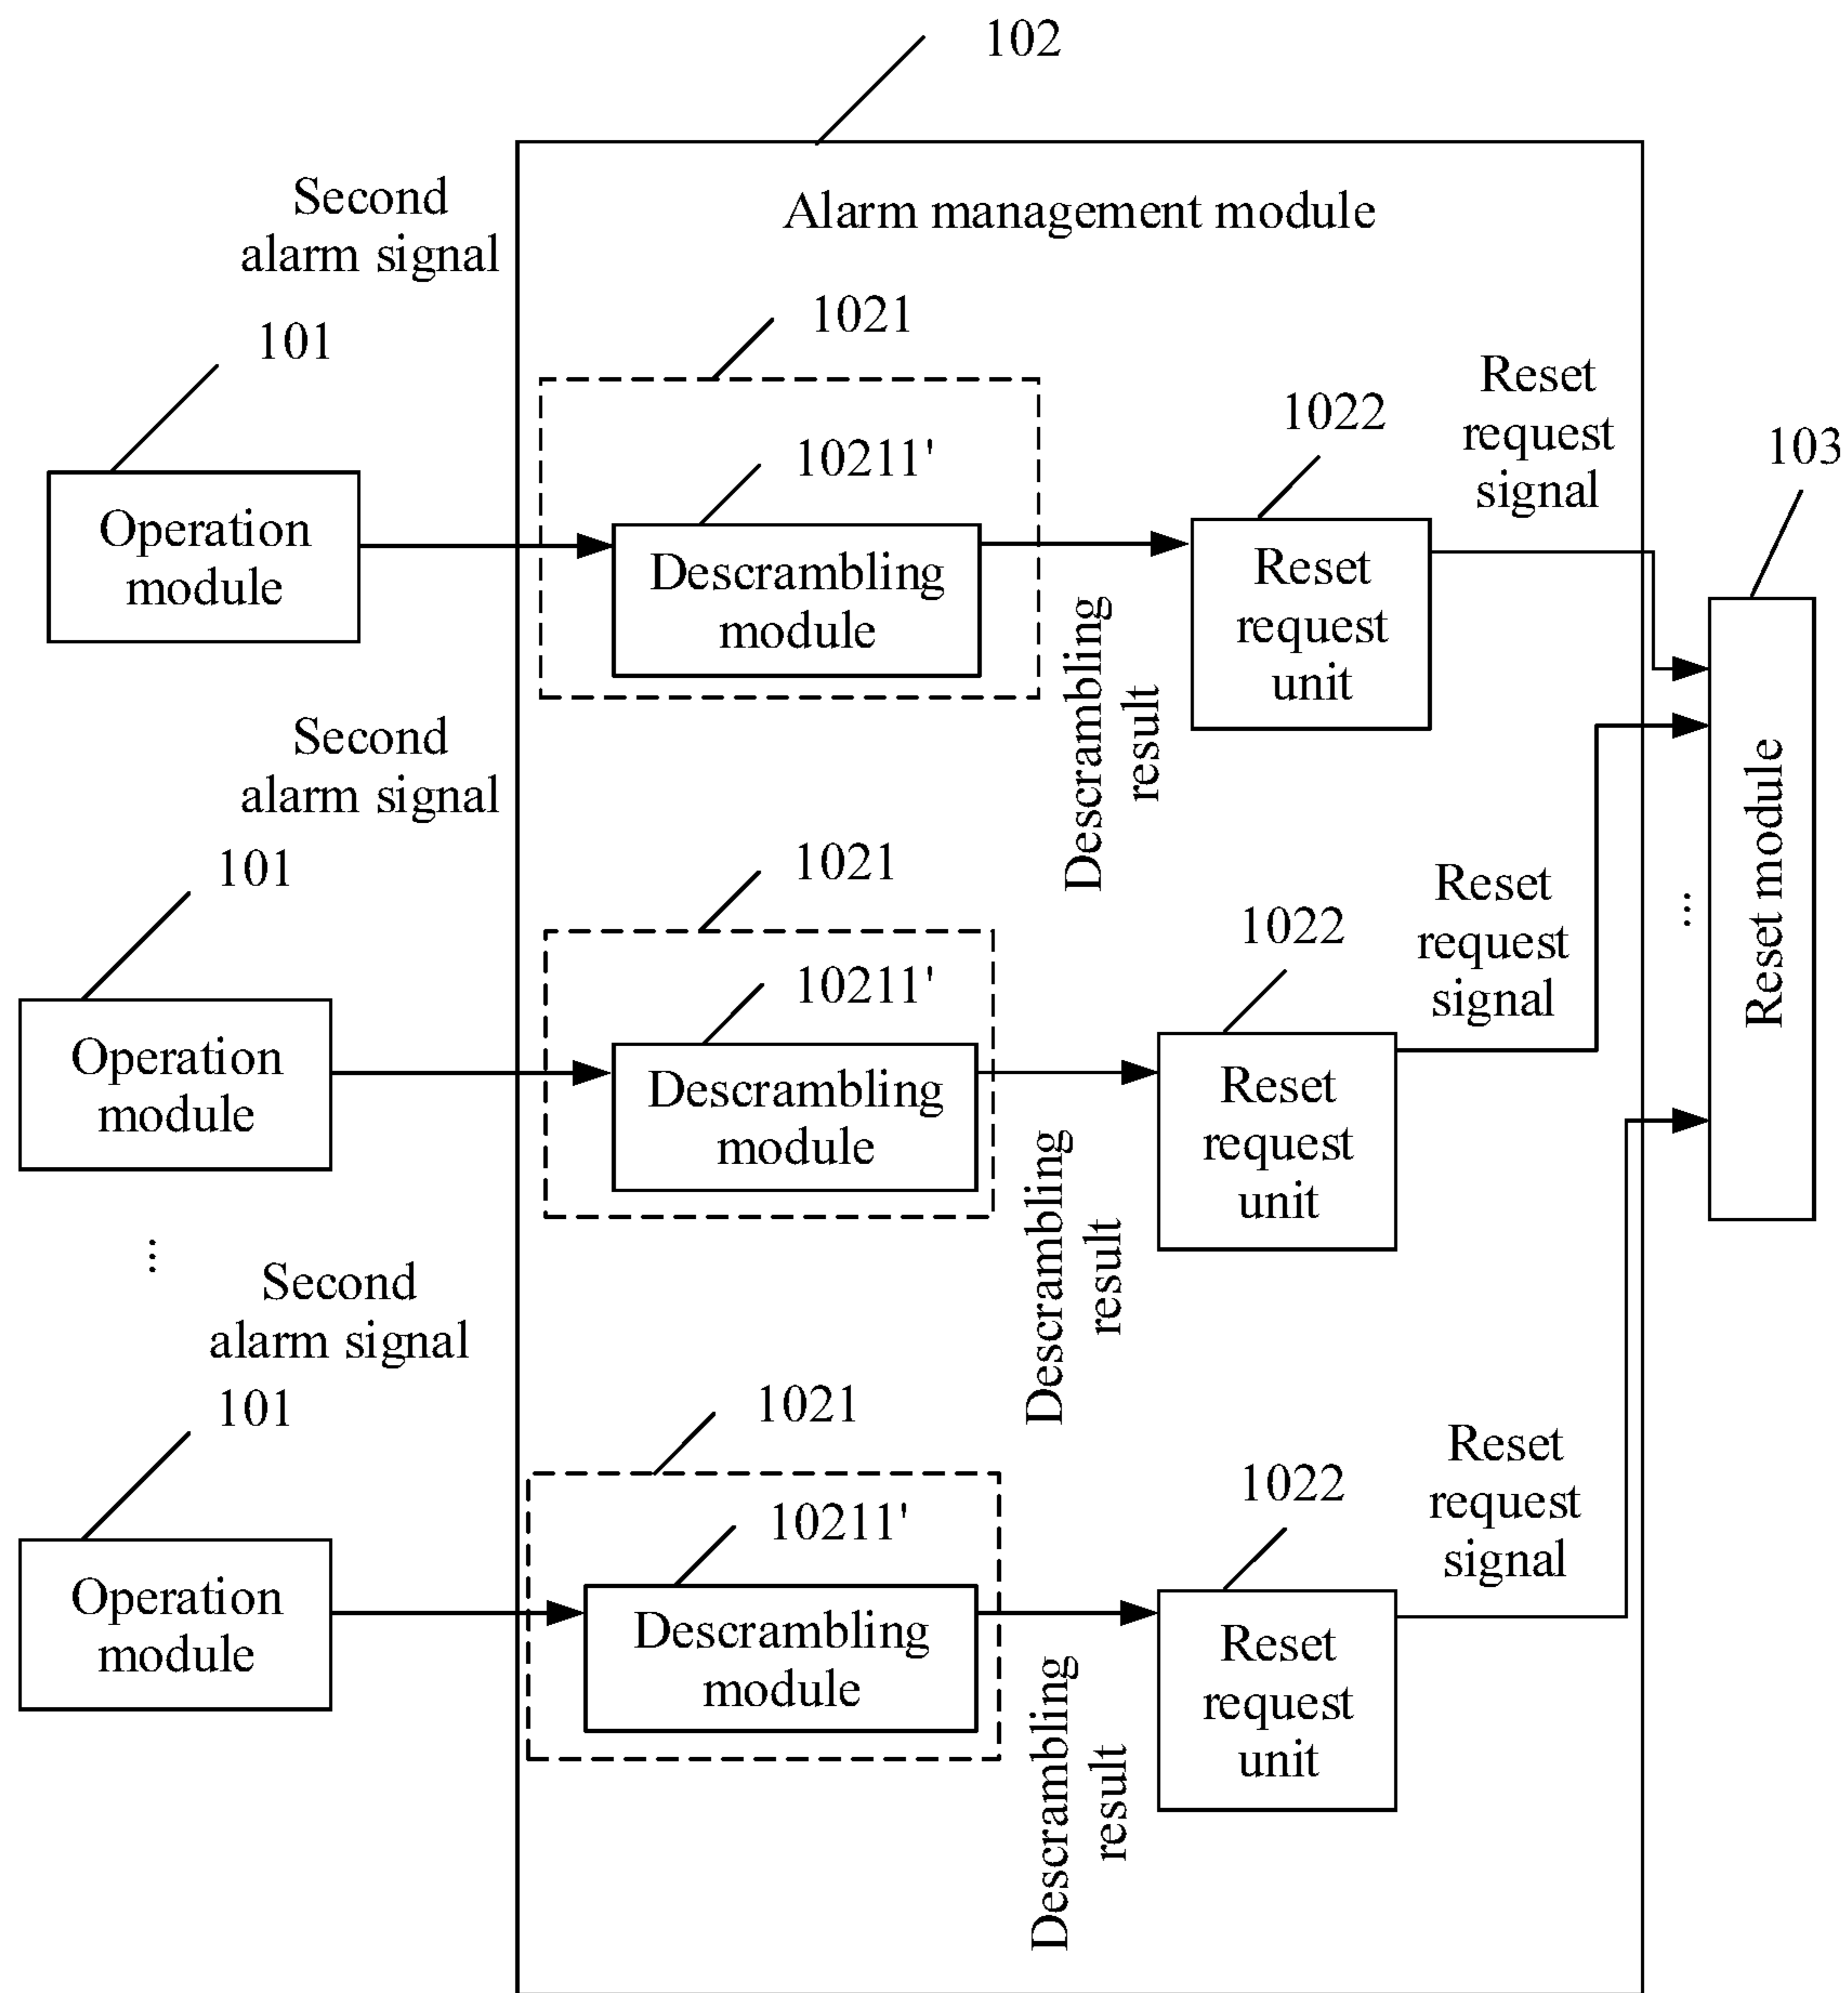 102
Alarm management module
Second
alarm signal
101
Operation
module
1021
10211'
Descrambling
module
Descrambling
result
1022
Reset
request
unit
Reset
request
signal
103
Reset module
...
Second
alarm signal
101
Operation
module
1021
10211'
Descrambling
module
Descrambling
result
1022
Reset
request
unit
Reset
request
signal
...
Second
alarm signal
101
Operation
module
1021
10211'
Descrambling
module
Descrambling
result
1022
Reset
request
unit
Reset
request
signal